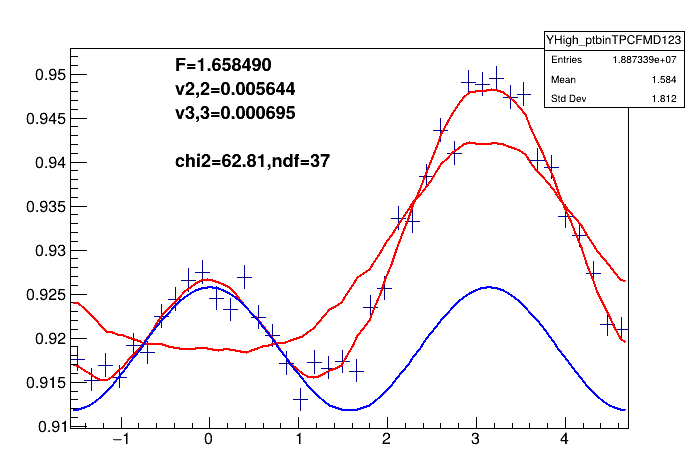 YHigh_ptbinTPCFMD123
Entries 1.887339e+07
Mean 1.584
Std Dev 1.812
F=1.658490
v2,2=0.005644
v3,3=0.000695
chi2=62.81,ndf=37
0.95
0.945
0.94
0.935
0.93
0.925
0.92
0.915
0.91
−1 0 1 2 3 4